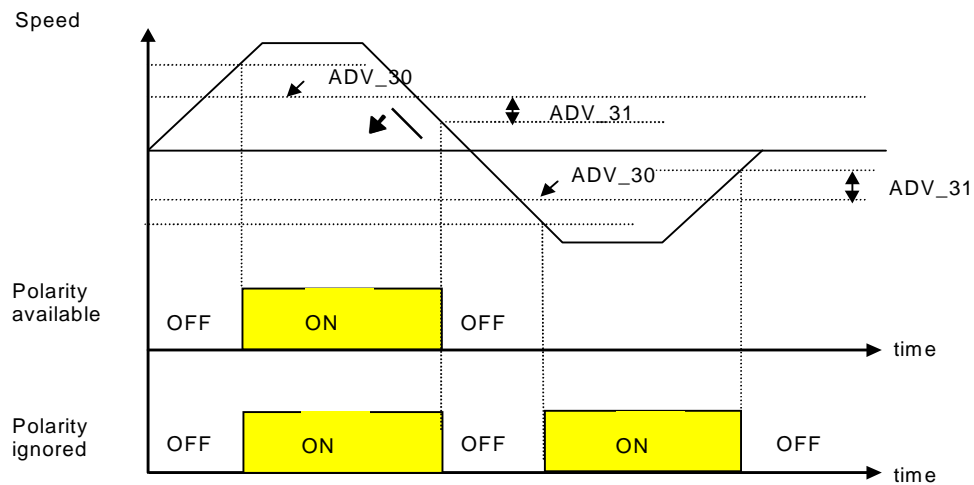 Speed
ADV_30
ADV_31
ADV_30
ADV_31
Polarity
available
OFF
ON
OFF
time
Polarity
ignored
OFF
ON
OFF
ON
OFF
time